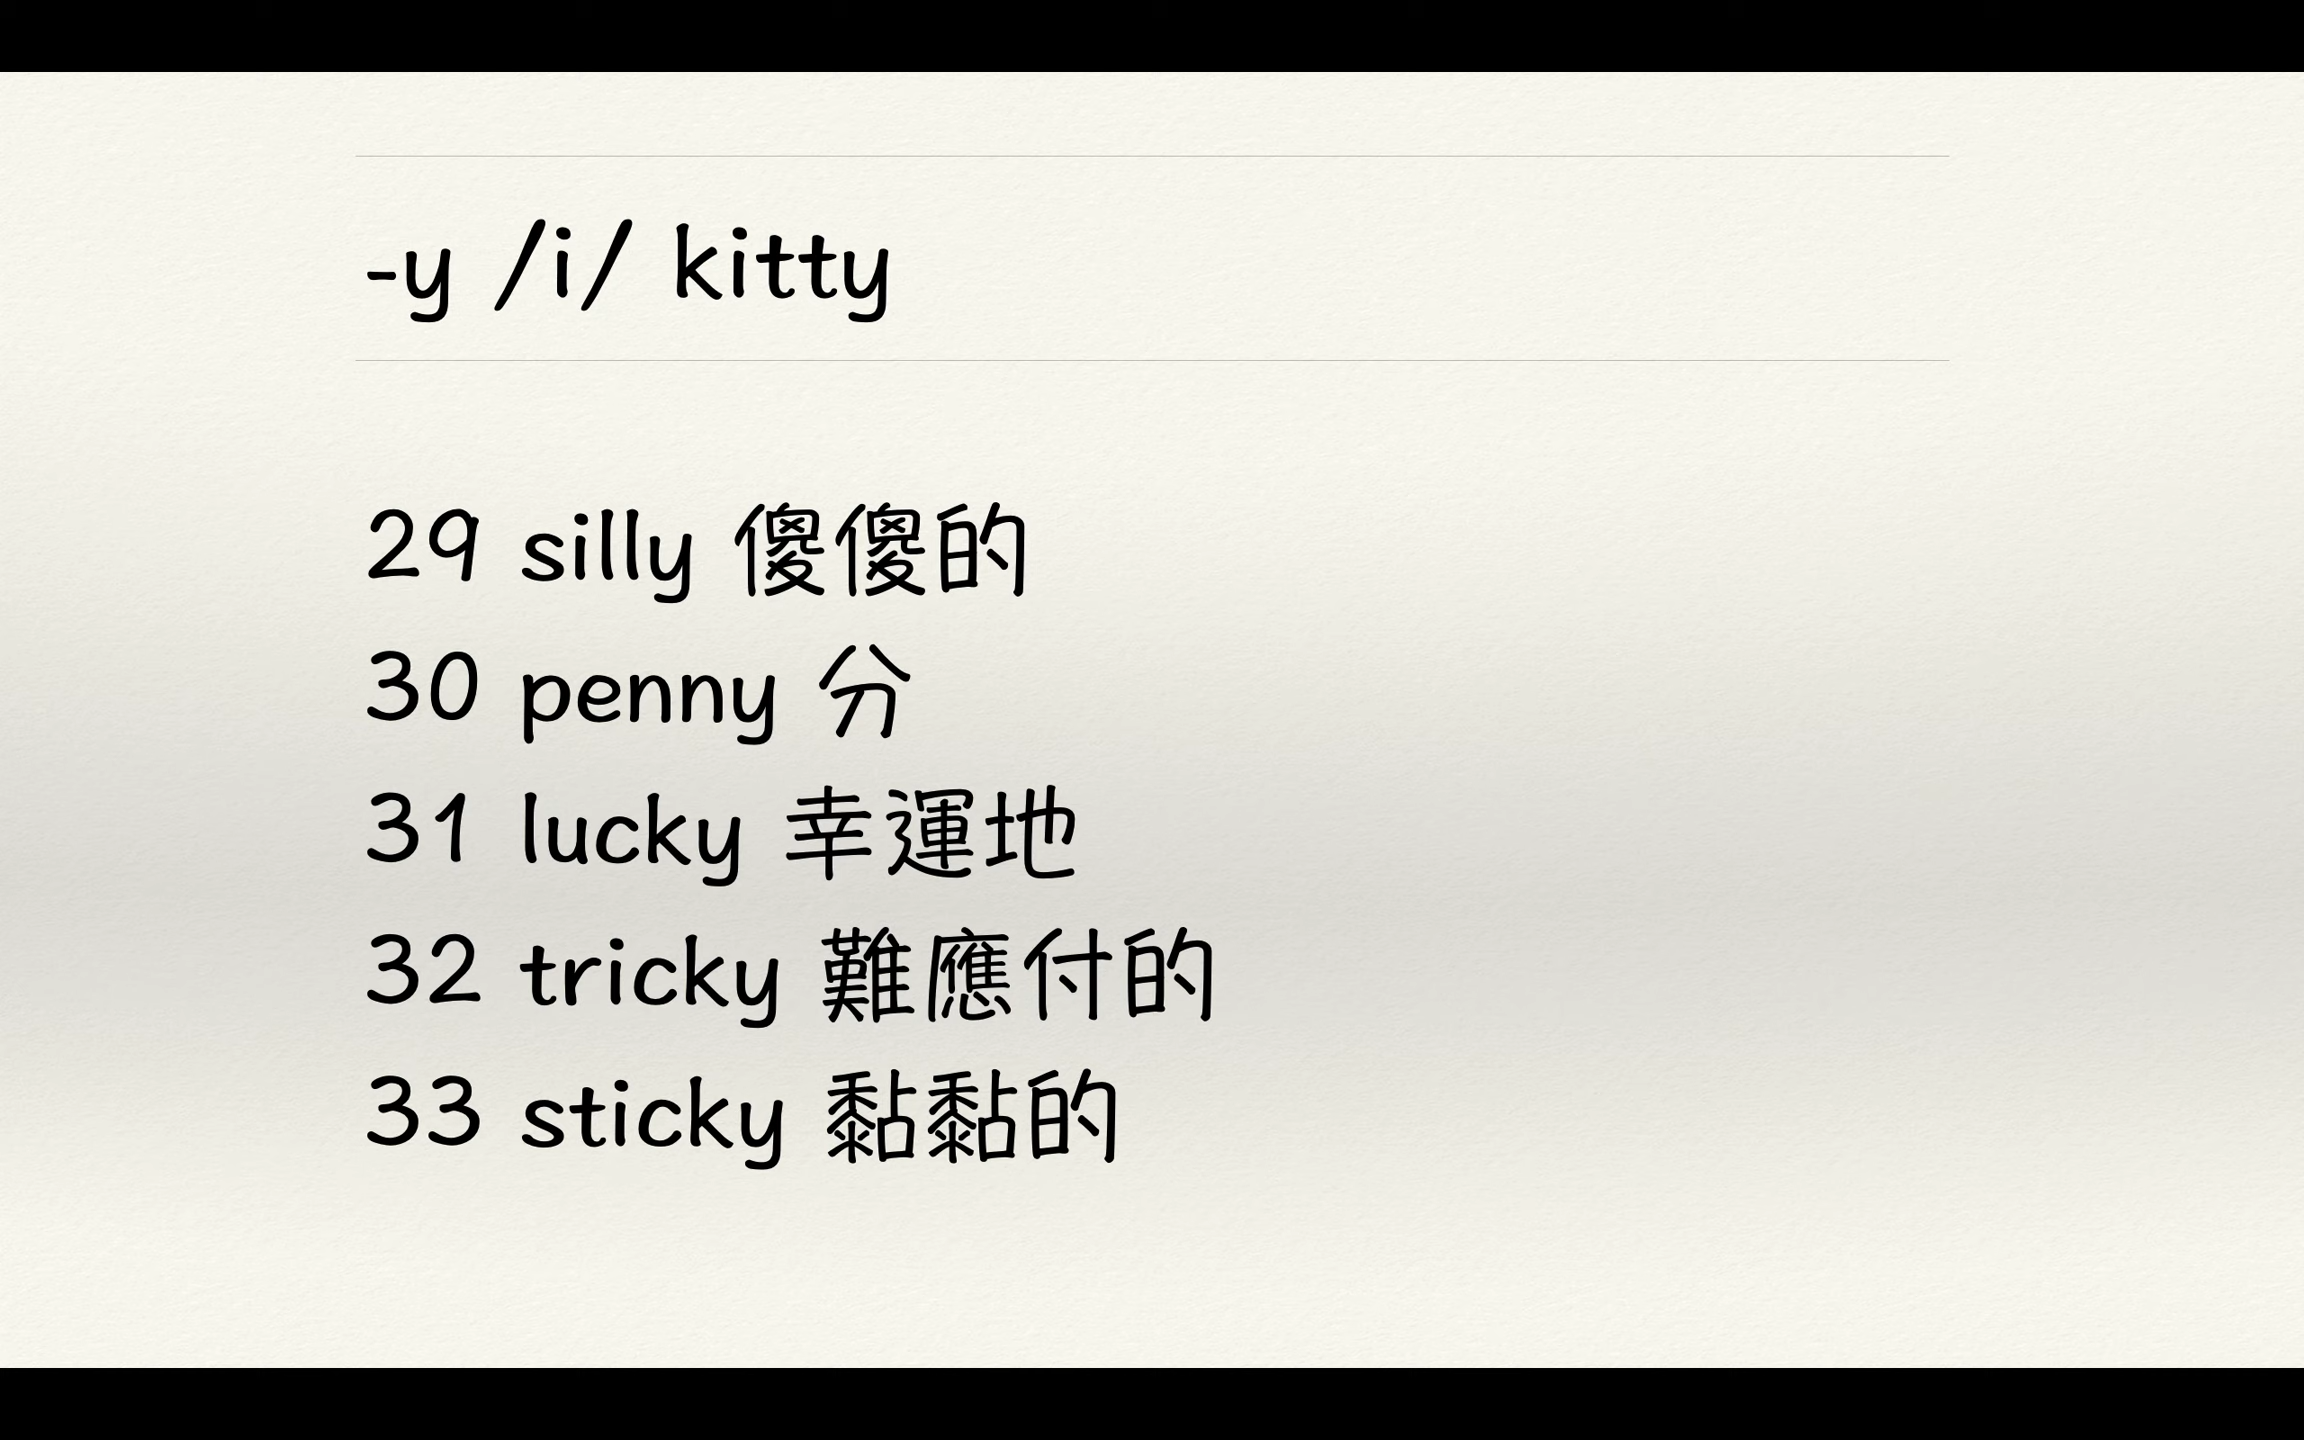 -y /i/ kitty
29 silly 傻傻的
30 penny 分
31 lucky 幸運地
32 tricky 難應付的
33 sticky 黏黏的